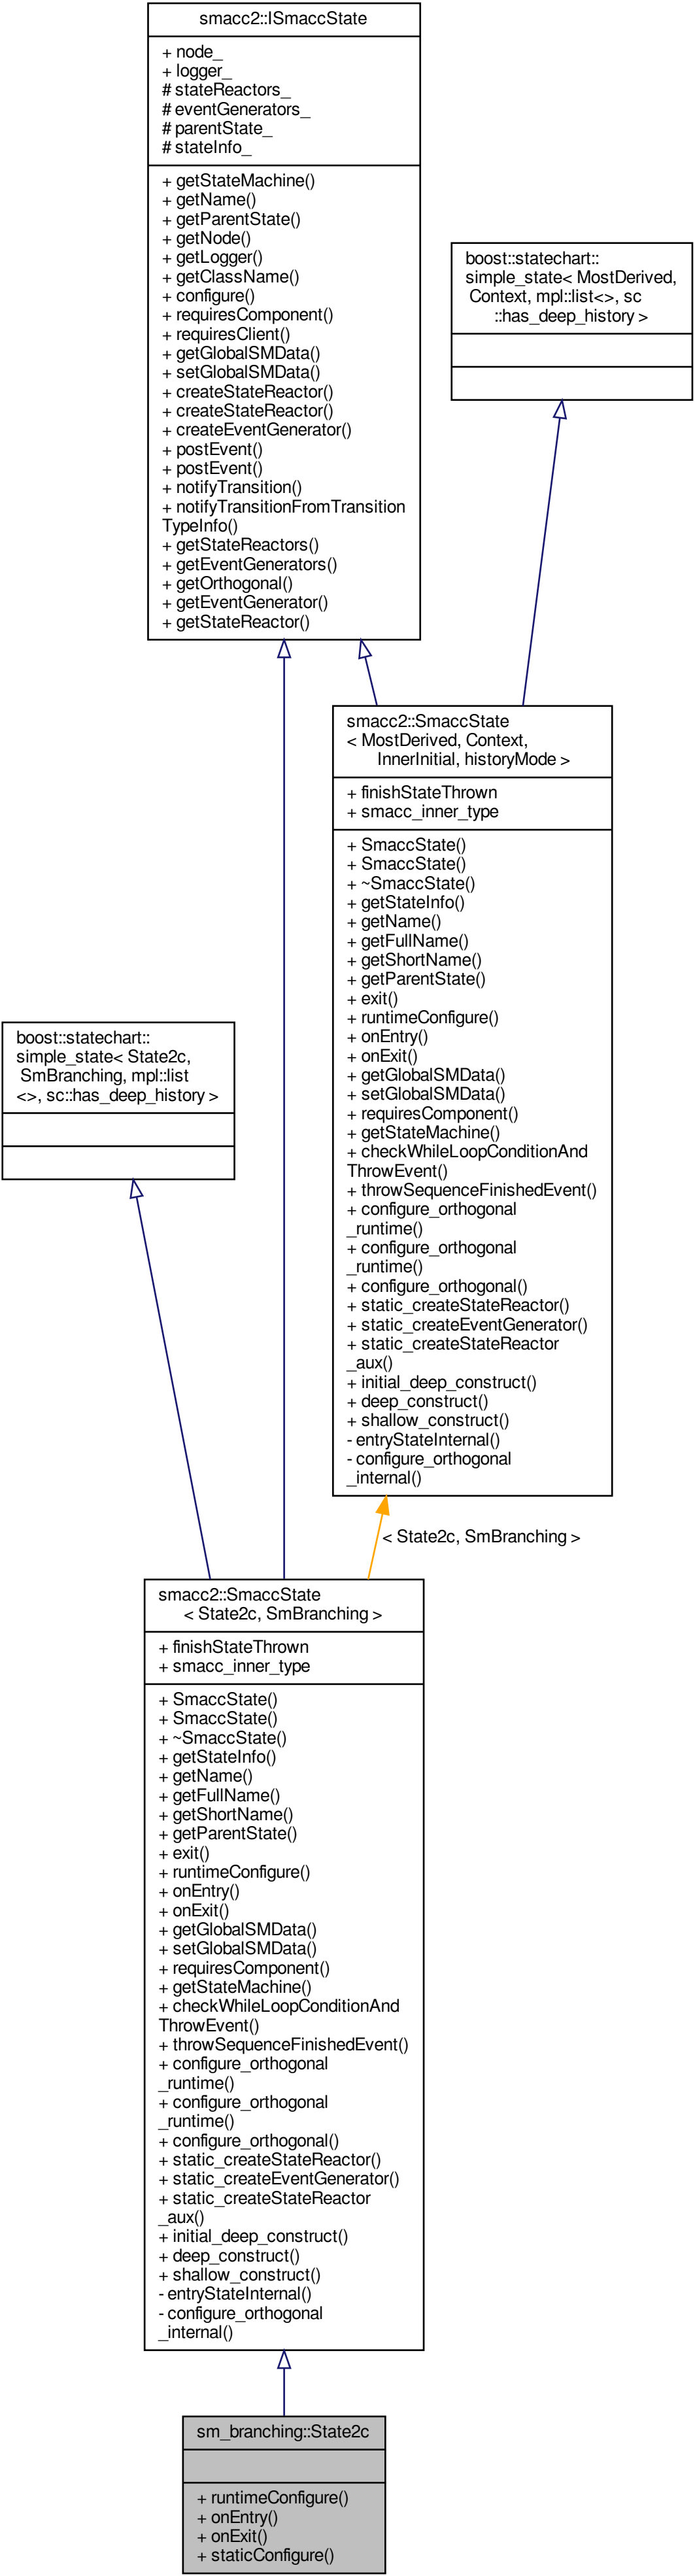 smacc2::ISmaccState
+ node_
+ logger_
# stateReactors_
# eventGenerators_
# parentState_
# stateInfo_
+ getStateMachine()
+ getName()
+ getParentState()
+ getNode()
+ getLogger()
+ getClassName()
+ configure()
+ requiresComponent()
+ requiresClient()
+ getGlobalSMData()
+ setGlobalSMData()
+ createStateReactor()
+ createStateReactor()
+ createEventGenerator()
+ postEvent()
+ postEvent()
+ notifyTransition()
+ notifyTransitionFromTransition
TypeInfo()
+ getStateReactors()
+ getEventGenerators()
+ getOrthogonal()
+ getEventGenerator()
+ getStateReactor()
boost::statechart::
simple_state< MostDerived,
Context, mpl::list<>, sc
::has_deep_history >
smacc2::SmaccState
< MostDerived, Context,
InnerInitial, historyMode >
+ finishStateThrown
+ smacc_inner_type
+ SmaccState()
+ SmaccState()
+ ~SmaccState()
+ getStateInfo()
+ getName()
+ getFullName()
+ getShortName()
+ getParentState()
+ exit()
+ runtimeConfigure()
+ onEntry()
+ onExit()
+ getGlobalSMData()
+ setGlobalSMData()
+ requiresComponent()
+ getStateMachine()
+ checkWhileLoopConditionAnd
ThrowEvent()
+ throwSequenceFinishedEvent()
+ configure_orthogonal
_runtime()
+ configure_orthogonal
_runtime()
+ configure_orthogonal()
+ static_createStateReactor()
+ static_createEventGenerator()
+ static_createStateReactor
_aux()
+ initial_deep_construct()
+ deep_construct()
+ shallow_construct()
- entryStateInternal()
- configure_orthogonal
_internal()
boost::statechart::
simple_state< State2c,
SmBranching, mpl::list
<>, sc::has_deep_history >
< State2c, SmBranching >
smacc2::SmaccState
< State2c, SmBranching >
+ finishStateThrown
+ smacc_inner_type
+ SmaccState()
+ SmaccState()
+ ~SmaccState()
+ getStateInfo()
+ getName()
+ getFullName()
+ getShortName()
+ getParentState()
+ exit()
+ runtimeConfigure()
+ onEntry()
+ onExit()
+ getGlobalSMData()
+ setGlobalSMData()
+ requiresComponent()
+ getStateMachine()
+ checkWhileLoopConditionAnd
ThrowEvent()
+ throwSequenceFinishedEvent()
+ configure_orthogonal
_runtime()
+ configure_orthogonal
_runtime()
+ configure_orthogonal()
+ static_createStateReactor()
+ static_createEventGenerator()
+ static_createStateReactor
_aux()
+ initial_deep_construct()
+ deep_construct()
+ shallow_construct()
- entryStateInternal()
- configure_orthogonal
_internal()
sm_branching::State2c
+ runtimeConfigure()
+ onEntry()
+ onExit()
+ staticConfigure()